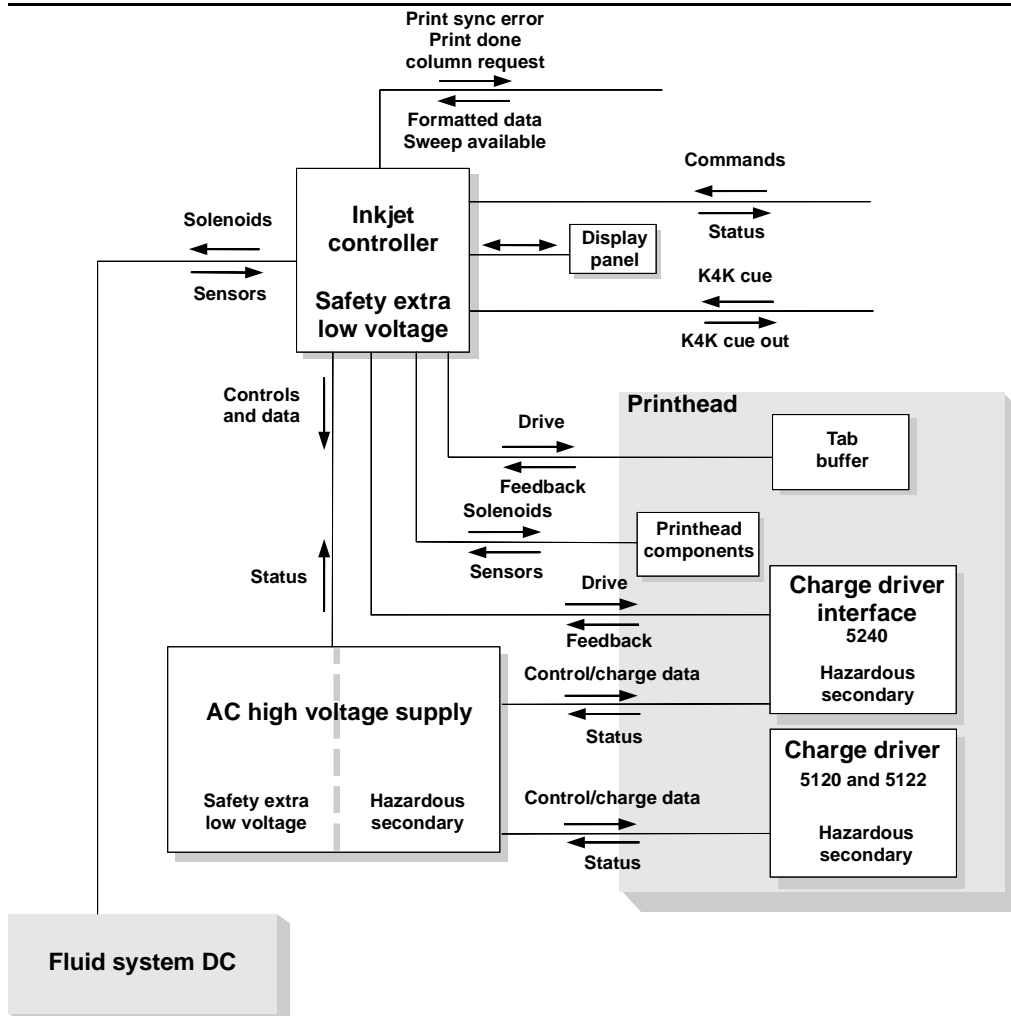 Print sync error
Print done
column request
Formatted data
Sweep available
Commands
Status
Solenoids
Sensors
Inkjet
controller
Safety extra
low voltage
Display
panel
K4K cue
K4K cue out
Controls
and data
Printhead
Drive
Feedback
Tab
buffer
Solenoids
Sensors
Printhead
components
Status
Drive
Feedback
Charge driver
interface
5240
Hazardous
secondary
AC high voltage supply
Safety extra
low voltage
Hazardous
secondary
Control/charge data
Status
Charge driver
5120 and 5122
Hazardous
secondary
Control/charge data
Status
Fluid system DC